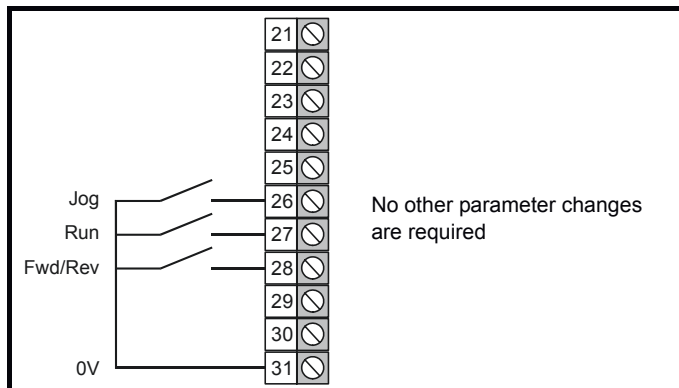 21
22
23
24
25
Jog 26
Run 27
Fwd/Rev 28
29
30
0V 31
No other parameter changes
are required